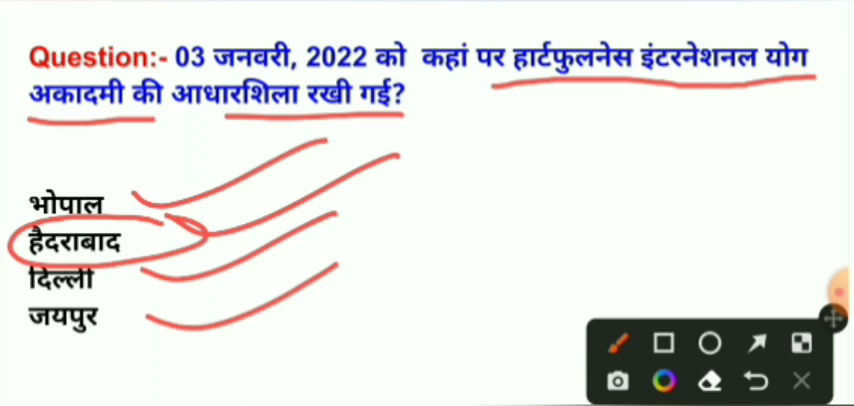 Question:- 03 जनवरी, 2022 को कहां पर हार्टफुलनेस इंटरनेशनल योग
अकादमी की आधारशिला रखी गई?
भोपाल
हैदराबाद
दिल्ली
जयपुर